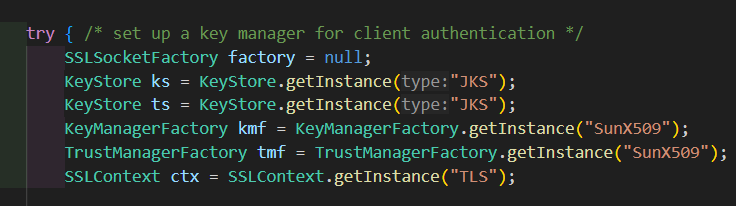 try { /* set up a key manager for client authentication */
SSLSocketFactory factory = null;
KeyStore ks = KeyStore.getInstance(type:"JKS");
KeyStore ts = KeyStore.getInstance(type:"JKS");
KeyManagerFactory kmf = KeyManagerFactory.getInstance("SunX509");
TrustManagerFactory tmf = TrustManagerFactory.getInstance("SunX509");
SSLContext ctx = SSLContext.getInstance("TLS");